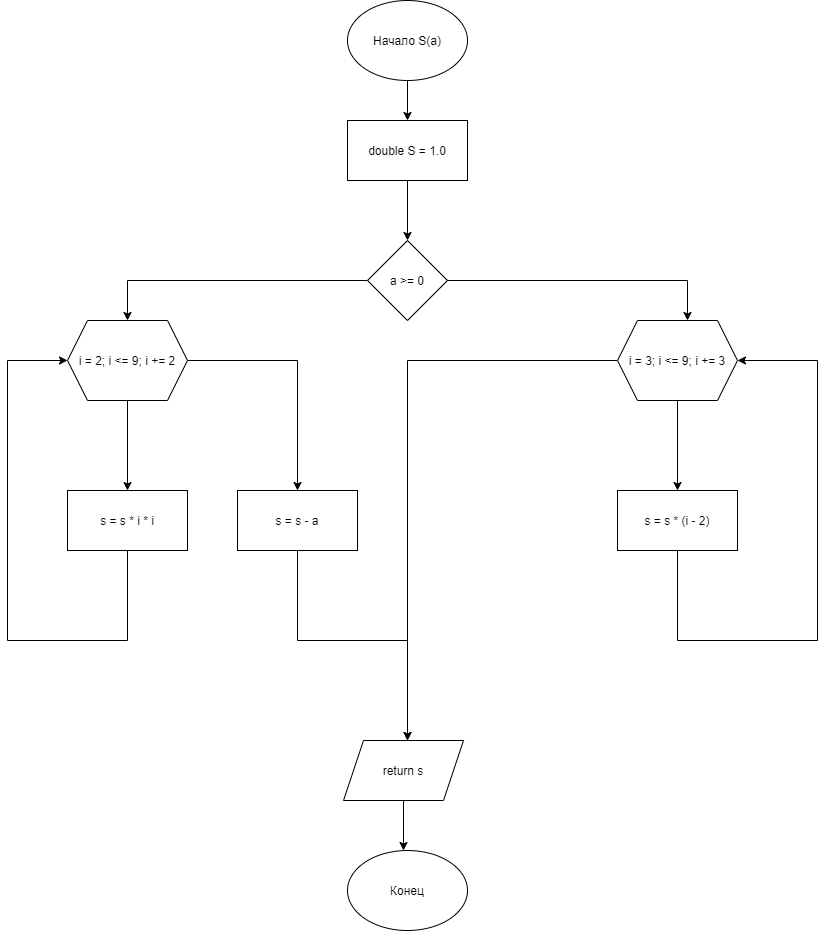 Начало S(a)
double S = 1.0
a >= 0
i = 2; i <= 9; i += 2
i = 3; i <= 9; i += 3
s = s * i * i
s = s - a
s = s * (i - 2)
return s
Конец